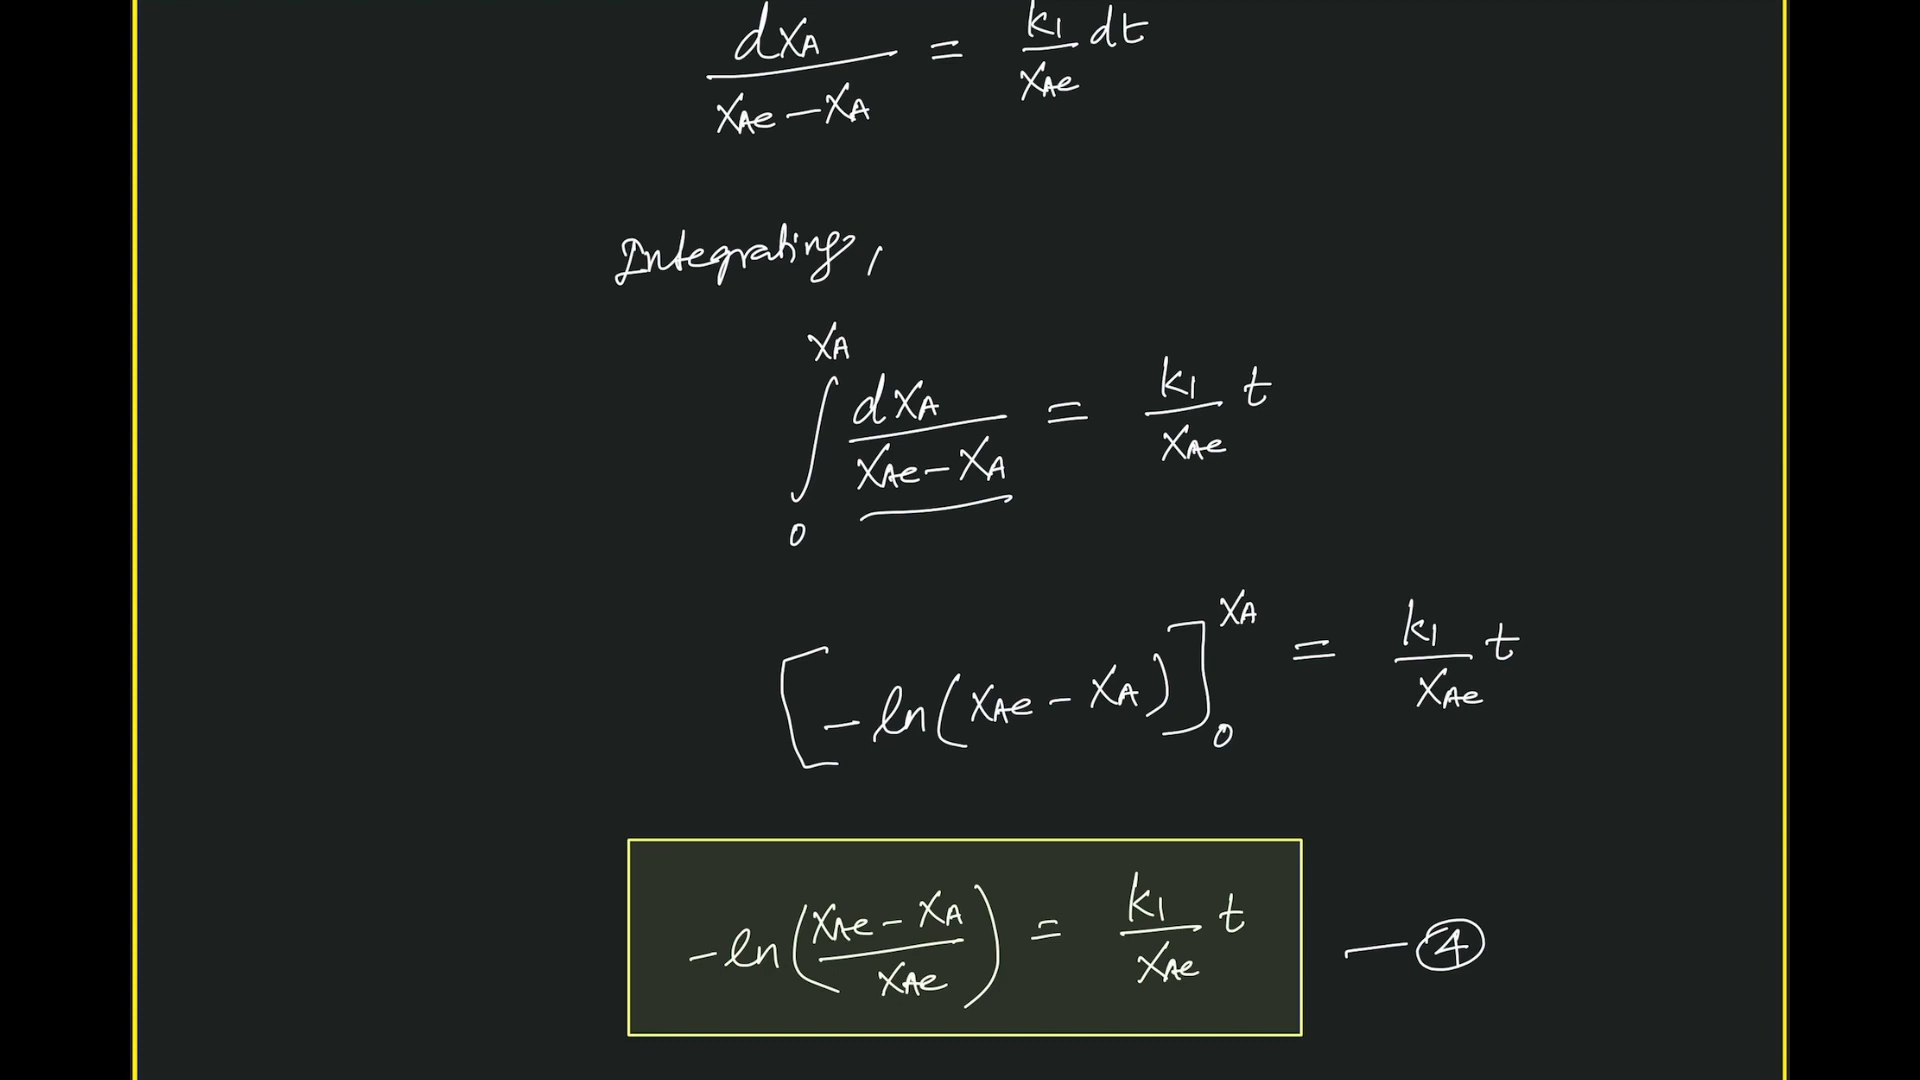 dXA/(XAe − XA) = k1/XAe dt
Integrating,
∫₀^XA dXA/(XAe − XA) = k1/XAe t
[−ln(XAe − XA)]₀^XA = k1/XAe t
−ln((XAe − XA)/XAe) = k1/XAe t — ④